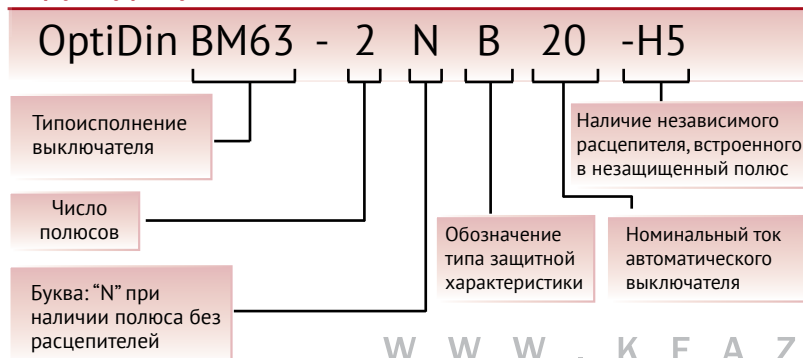 OptiDin BM63 - 2 N B 20 -H5
Типоисполнение
выключателя
Наличие независимого
расцепителя, встроенного
в незащищенный полюс
Число
полюсов
Обозначение
типа защитной
характеристики
Номинальный ток
автоматического
выключателя
Буква: “N” при
наличии полюса без
расцепителей
W W W . K E A Z